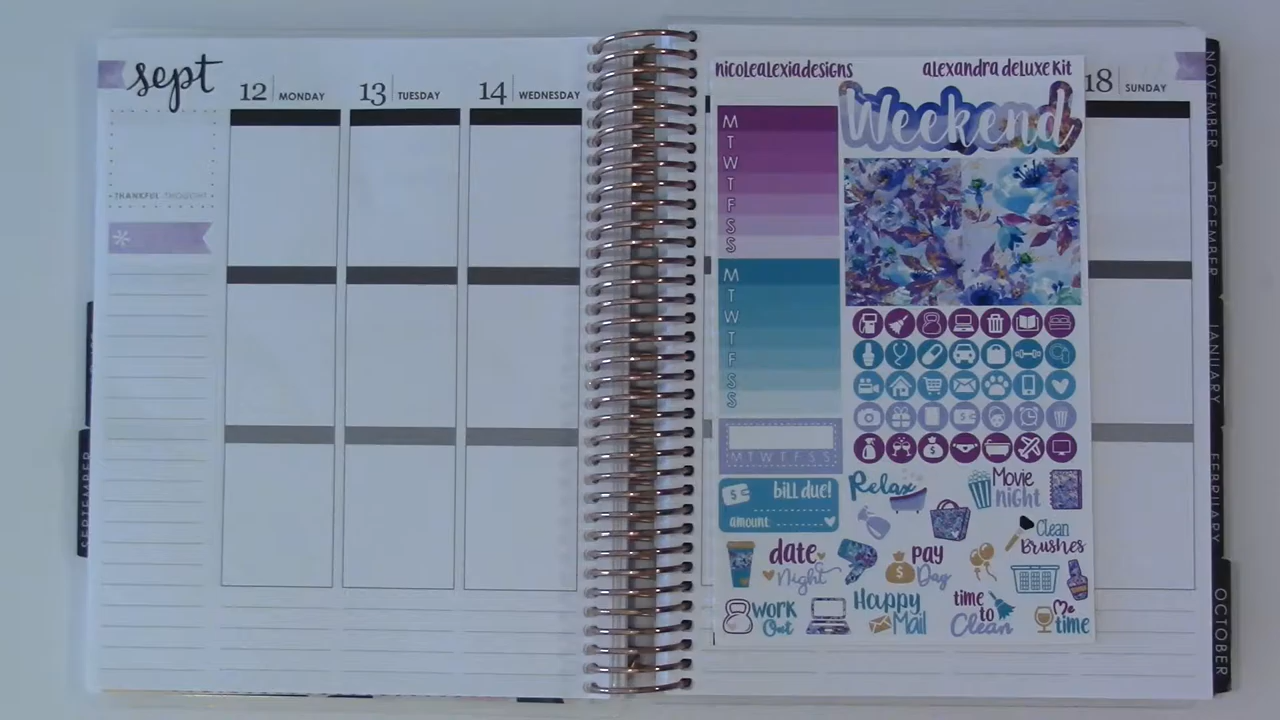 sept
12 MONDAY
13 TUESDAY
14 WEDNESDAY
THANKFUL THOUGHT
SEPTEMBER
nicolealexiadesigns
alexandra deluxe kit
Weekend
M
T
W
T
F
S
S
M
T
W
T
F
S
S
M T W T F S S
bill due!
amount
Relax
Movie
night
Clean
Brushes
date
Night
pay
Day
work
Out
Happy
Mail
time
to
Clean
Me
time
18 SUNDAY
NOVEMBER
DECEMBER
JANUARY
FEBRUARY
OCTOBER